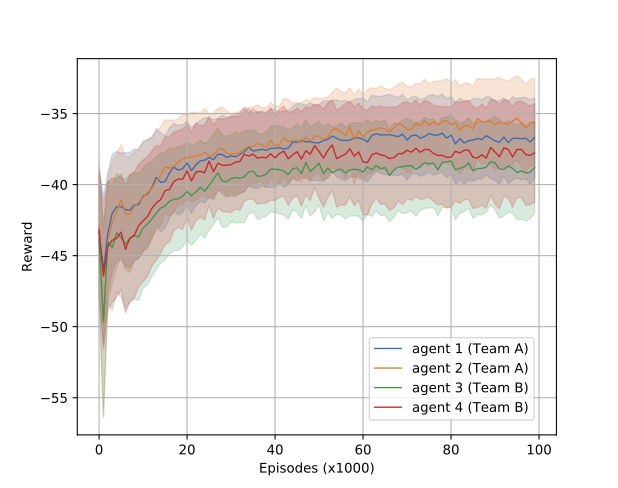 −35
−40
−45
−50
−55
Reward
0
20
40
60
80
100
Episodes (x1000)
agent 1 (Team A)
agent 2 (Team A)
agent 3 (Team B)
agent 4 (Team B)